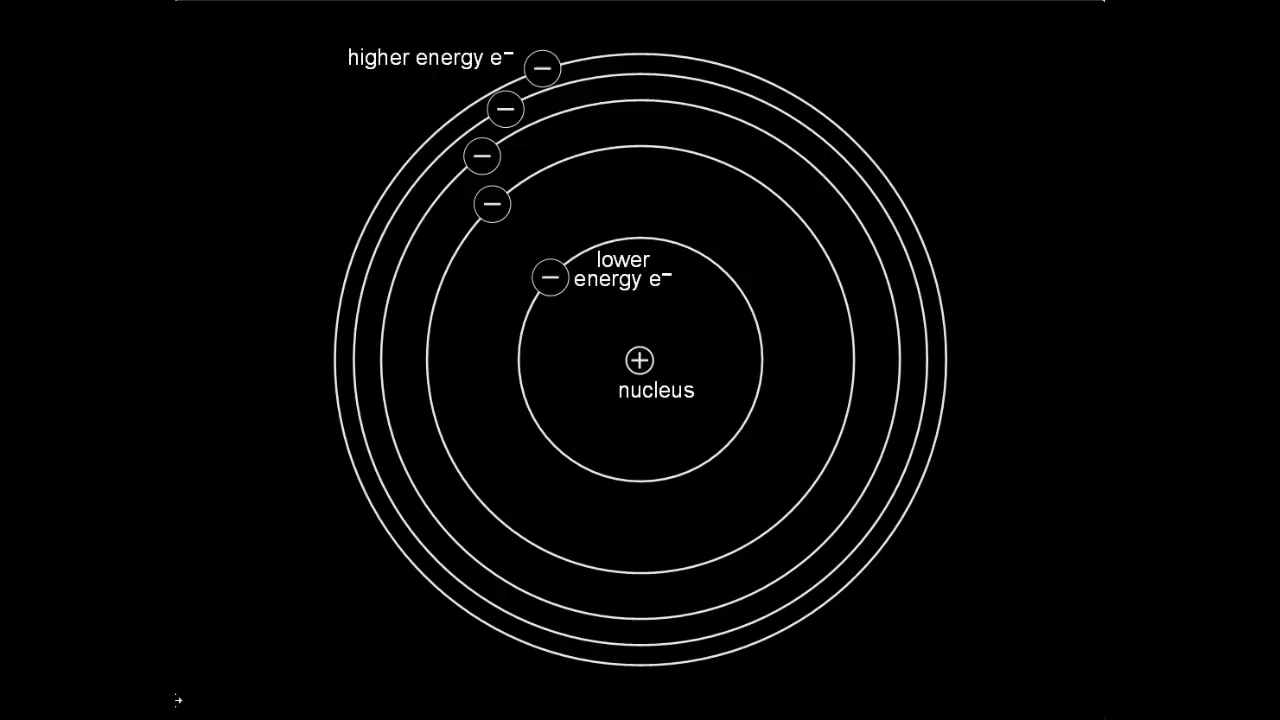 higher energy e⁻
−
−
−
−
lower
− energy e⁻
+
nucleus